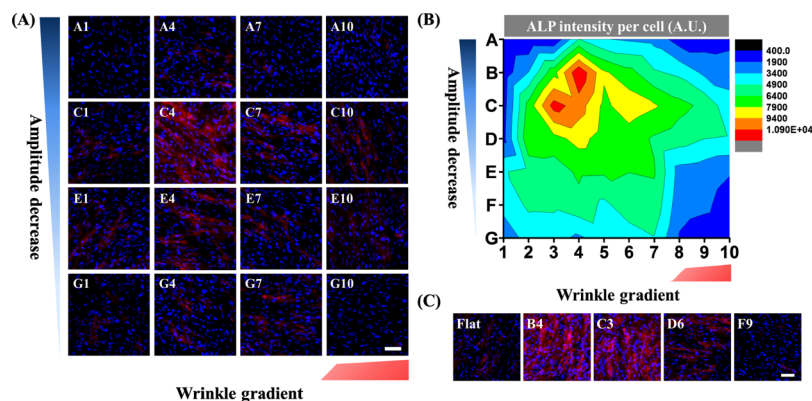 (A)
Amplitude decrease
A1 A4 A7 A10
C1 C4 C7 C10
E1 E4 E7 E10
G1 G4 G7 G10
Wrinkle gradient
(B)
ALP intensity per cell (A.U.)
Amplitude decrease
A
B
C
D
E
F
G
1 2 3 4 5 6 7 8 9 10
Wrinkle gradient
400.0
1900
3400
4900
6400
7900
9400
1.090E+04
(C)
Flat B4 C3 D6 F9